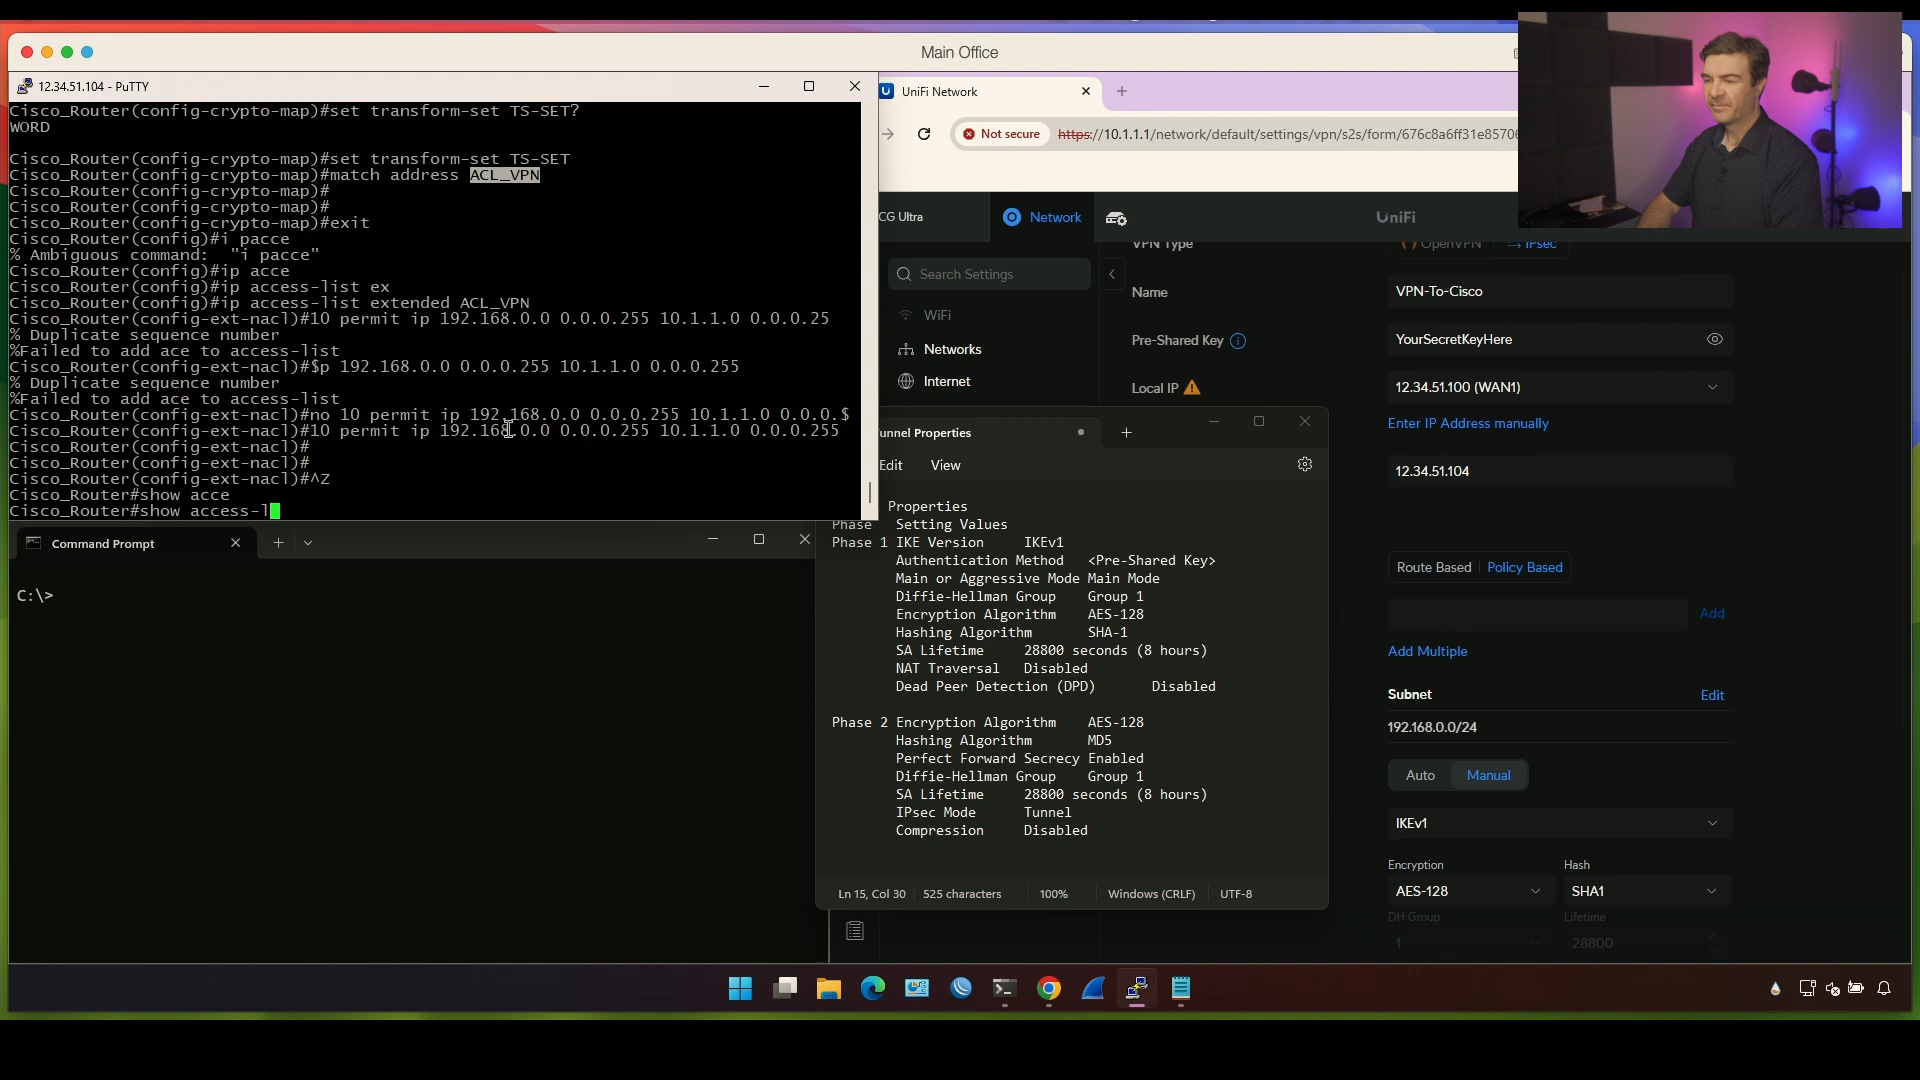 Main Office
12.34.51.104 - PuTTY
Cisco_Router(config-crypto-map)#set transform-set TS-SET?
WORD
Cisco_Router(config-crypto-map)#set transform-set TS-SET
Cisco_Router(config-crypto-map)#match address ACL_VPN
Cisco_Router(config-crypto-map)#
Cisco_Router(config-crypto-map)#
Cisco_Router(config-crypto-map)#exit
Cisco_Router(config)#i pacce
% Ambiguous command:  "i pacce"
Cisco_Router(config)#ip acce
Cisco_Router(config)#ip access-list ex
Cisco_Router(config)#ip access-list extended ACL_VPN
Cisco_Router(config-ext-nacl)#10 permit ip 192.168.0.0 0.0.0.255 10.1.1.0 0.0.0.25
% Duplicate sequence number
%Failed to add ace to access-list
Cisco_Router(config-ext-nacl)#$p 192.168.0.0 0.0.0.255 10.1.1.0 0.0.0.255
% Duplicate sequence number
%Failed to add ace to access-list
Cisco_Router(config-ext-nacl)#no 10 permit ip 192.168.0.0 0.0.0.255 10.1.1.0 0.0.0.$
Cisco_Router(config-ext-nacl)#10 permit ip 192.168.0.0 0.0.0.255 10.1.1.0 0.0.0.255
Cisco_Router(config-ext-nacl)#
Cisco_Router(config-ext-nacl)#
Cisco_Router(config-ext-nacl)#^Z
Cisco_Router#show acce
Cisco_Router#show access-l
Command Prompt
C:\>
UniFi Network
Not secure https://10.1.1.1/network/default/settings/vpn/s2s/form/676c8a6ff31e85706
CG Ultra
Network
UniFi
Search Settings
WiFi
Networks
Internet
VPN Type
OpenVPN
IPsec
Name
VPN-To-Cisco
Pre-Shared Key
YourSecretKeyHere
Local IP
12.34.51.100 (WAN1)
Enter IP Address manually
12.34.51.104
Route Based
Policy Based
Add
Add Multiple
Subnet
Edit
192.168.0.0/24
Auto
Manual
IKEv1
Encryption
Hash
AES-128
SHA1
DH Group
Lifetime
1
28800
unnel Properties
Edit
View
Properties
Phase Setting Values
Phase 1 IKE Version IKEv1
Authentication Method <Pre-Shared Key>
Main or Aggressive Mode Main Mode
Diffie-Hellman Group Group 1
Encryption Algorithm AES-128
Hashing Algorithm SHA-1
SA Lifetime 28800 seconds (8 hours)
NAT Traversal Disabled
Dead Peer Detection (DPD) Disabled
Phase 2 Encryption Algorithm AES-128
Hashing Algorithm MD5
Perfect Forward Secrecy Enabled
Diffie-Hellman Group Group 1
SA Lifetime 28800 seconds (8 hours)
IPsec Mode Tunnel
Compression Disabled
Ln 15, Col 30
525 characters
100%
Windows (CRLF)
UTF-8